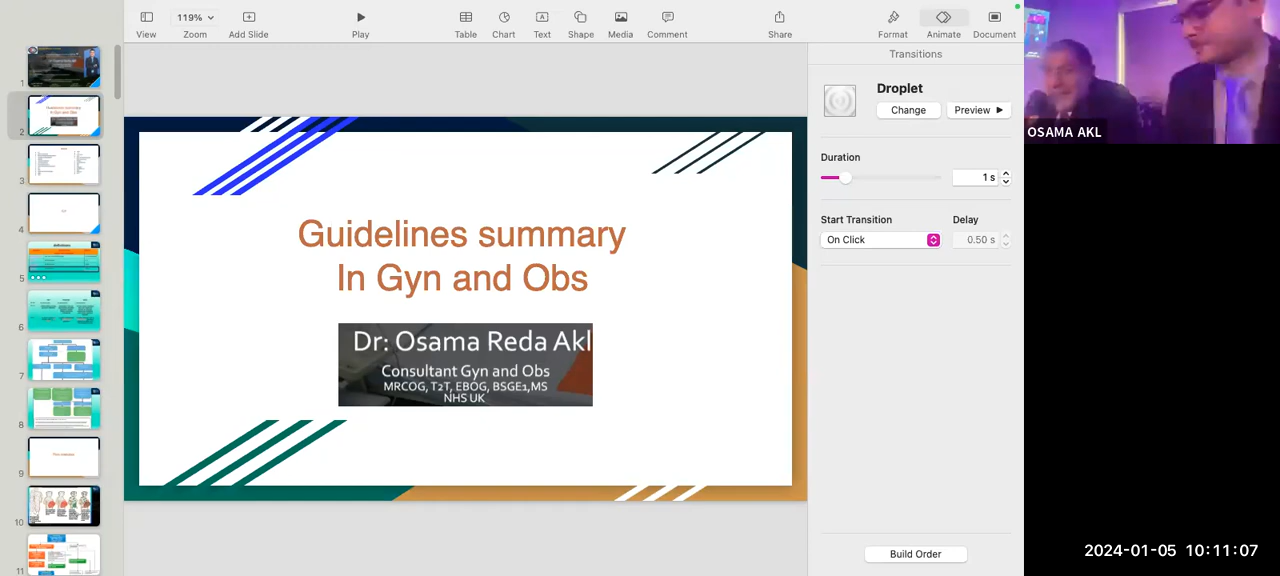 119%
View
Zoom
Add Slide
Play
Table
Chart
Text
Shape
Media
Comment
Share
Format
Animate
Document
1
2
3
4
5
6
7
8
9
10
11
Guidelines summary
In Gyn and Obs
Dr: Osama Reda Akl
Consultant Gyn and Obs
MRCOG, T2T, EBOG, BSGE1,MS
NHS UK
Transitions
Droplet
Change
Preview
Duration
1 s
Start Transition
Delay
On Click
0.50 s
Build Order
OSAMA AKL
2024-01-05 10:11:07